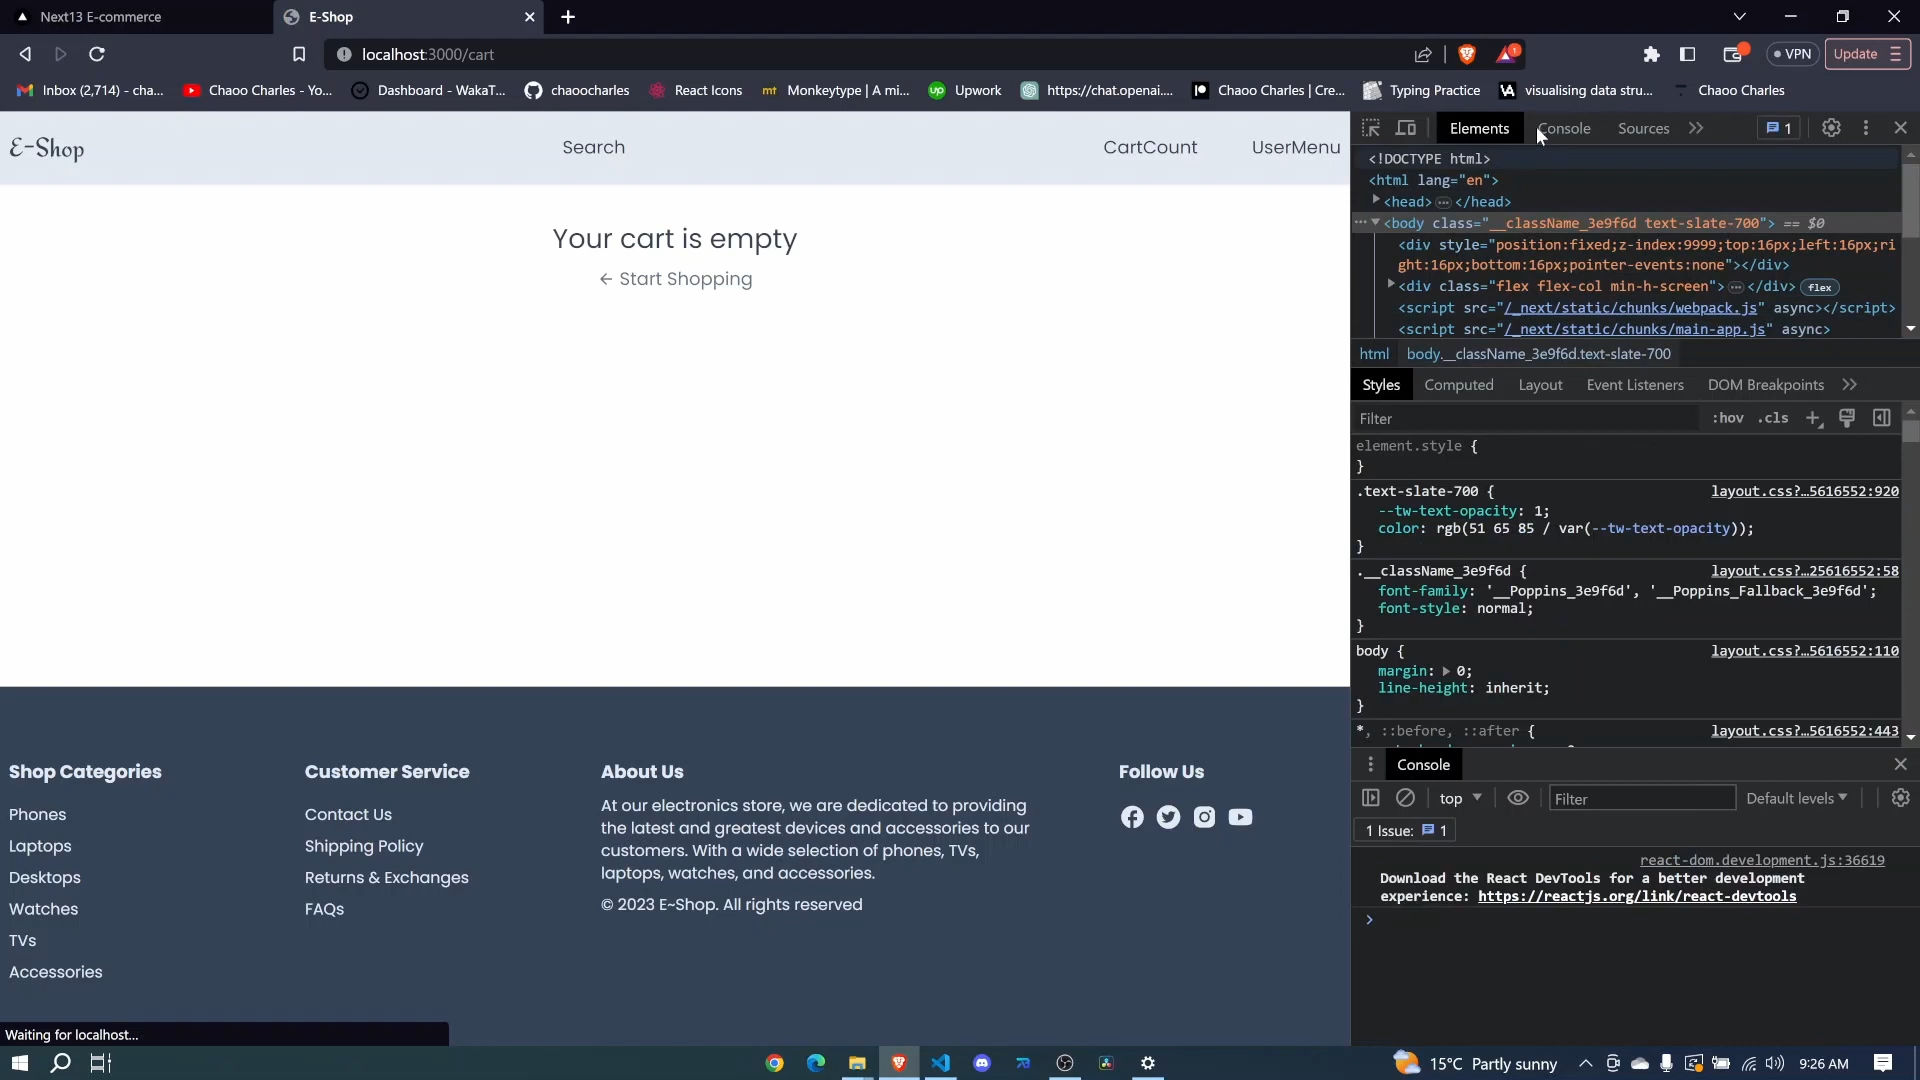 Next13 E-commerce
E-Shop
localhost:3000/cart
VPN
Update
Inbox (2,714) - cha...
Chaoo Charles - Yo...
Dashboard - WakaT...
chaoocharles
React Icons
mt
Monkeytype | A mi...
up
Upwork
https://chat.openai....
Chaoo Charles | Cre...
Typing Practice
visualising data stru...
Chaoo Charles
E~Shop
Search
CartCount
UserMenu
Your cart is empty
← Start Shopping
Shop Categories
Phones
Laptops
Desktops
Watches
TVs
Accessories
Customer Service
Contact Us
Shipping Policy
Returns & Exchanges
FAQs
About Us
At our electronics store, we are dedicated to providing
the latest and greatest devices and accessories to our
customers. With a wide selection of phones, TVs,
laptops, watches, and accessories.
© 2023 E~Shop. All rights reserved
Follow Us
Waiting for localhost...
Elements
Console
Sources
1
<!DOCTYPE html>
<html lang="en">
<head> ... </head>
<body class="__className_3e9f6d text-slate-700"> == $0
<div style="position:fixed;z-index:9999;top:16px;left:16px;ri
ght:16px;bottom:16px;pointer-events:none"></div>
<div class="flex flex-col min-h-screen"> ... </div> flex
<script src="/_next/static/chunks/webpack.js" async></script>
<script src="/_next/static/chunks/main-app.js" async>
html
body.__className_3e9f6d.text-slate-700
Styles
Computed
Layout
Event Listeners
DOM Breakpoints
Filter
:hov
.cls
element.style {
}
.text-slate-700 {
layout.css?…5616552:920
--tw-text-opacity: 1;
color: rgb(51 65 85 / var(--tw-text-opacity));
}
.__className_3e9f6d {
layout.css?…25616552:58
font-family: '__Poppins_3e9f6d', '__Poppins_Fallback_3e9f6d';
font-style: normal;
}
body {
layout.css?…5616552:110
margin: 0;
line-height: inherit;
}
*, ::before, ::after {
layout.css?…5616552:443
Console
top
Filter
Default levels
1 Issue: 1
react-dom.development.js:36619
Download the React DevTools for a better development
experience: https://reactjs.org/link/react-devtools
15°C Partly sunny
9:26 AM